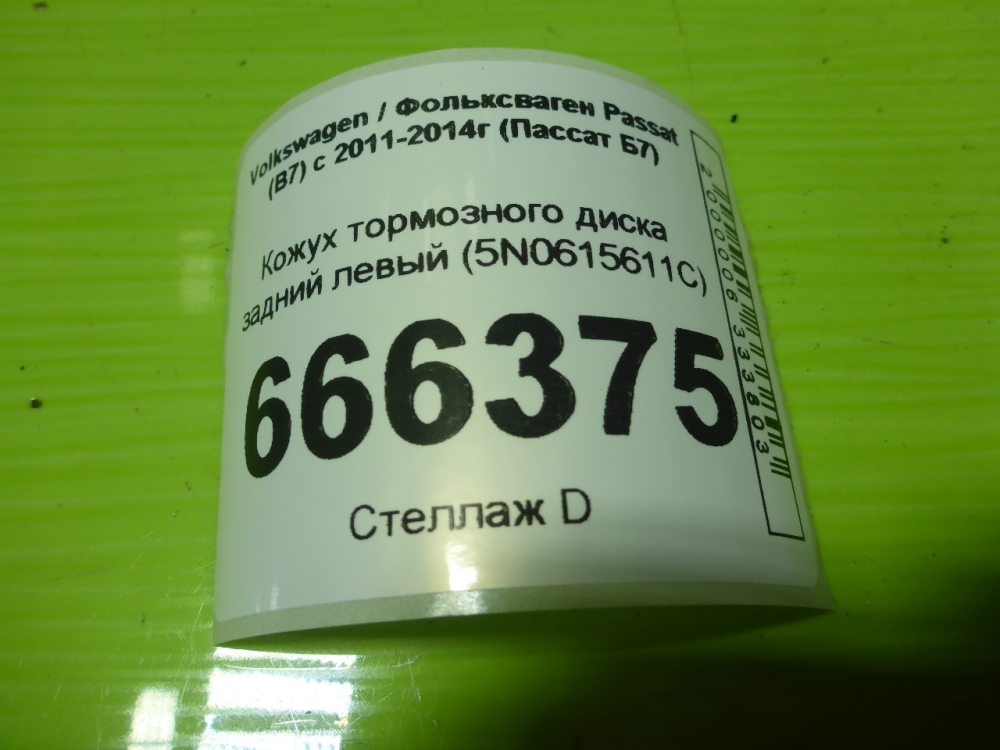 Volkswagen / Фольксваген Passat
(B7) с 2011-2014г (Пассат Б7)
Кожух тормозного диска
задний левый (5N0615611C)
666375
Стеллаж D
2000006333803